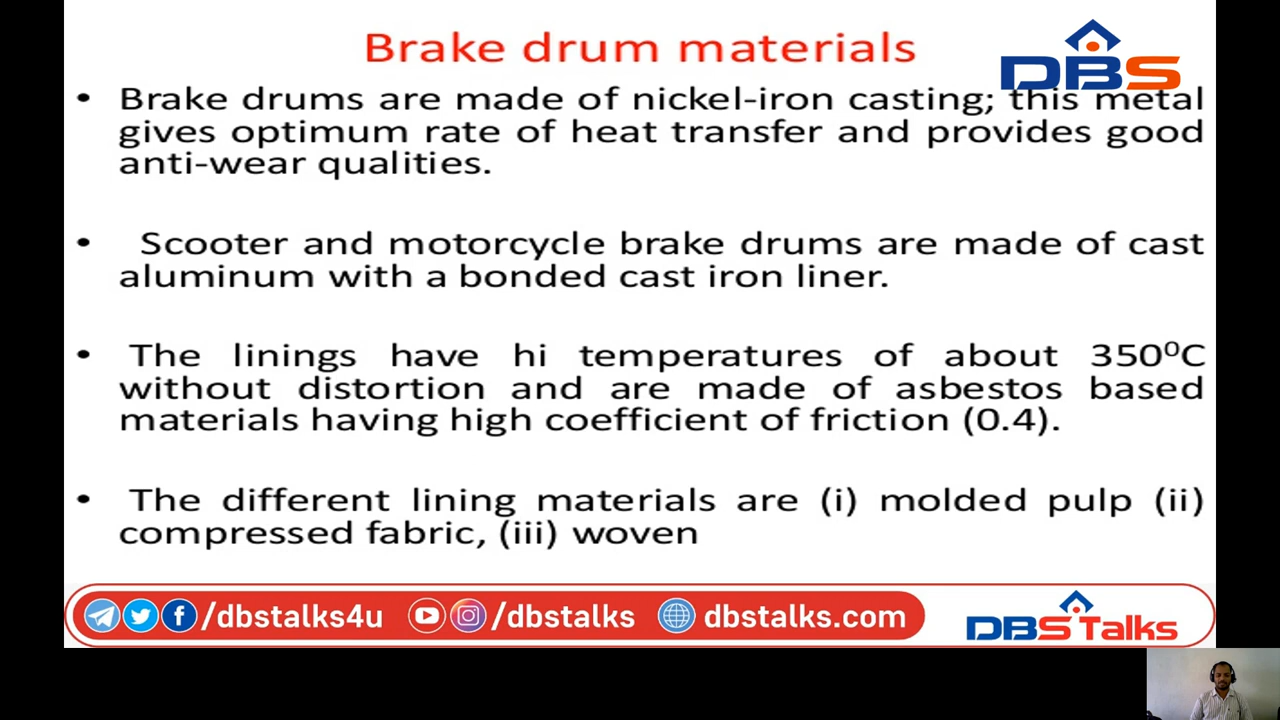 Brake drum materials
DBS
• Brake drums are made of nickel-iron casting; this metal
gives optimum rate of heat transfer and provides good
anti-wear qualities.
• Scooter and motorcycle brake drums are made of cast
aluminum with a bonded cast iron liner.
• The linings have hi temperatures of about 350⁰C
without distortion and are made of asbestos based
materials having high coefficient of friction (0.4).
• The different lining materials are (i) molded pulp (ii)
compressed fabric, (iii) woven
/dbstalks4u /dbstalks dbstalks.com
DBS Talks